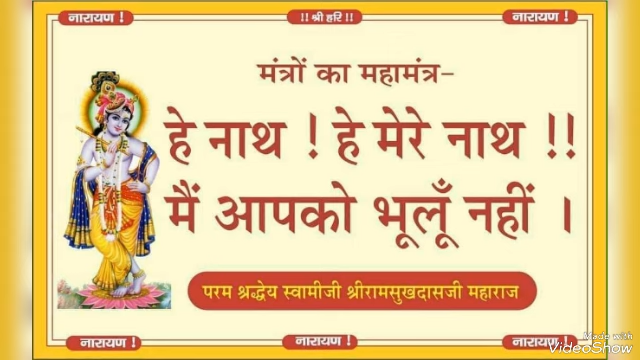 नारायण !
!! श्री हरि !!
नारायण !
मंत्रों का महामंत्र-
हे नाथ ! हे मेरे नाथ !!
मैं आपको भूलूँ नहीं ।
परम श्रद्धेय स्वामीजी श्रीरामसुखदासजी महाराज
नारायण !
नारायण !
नारायण !
Made with
VideoShow